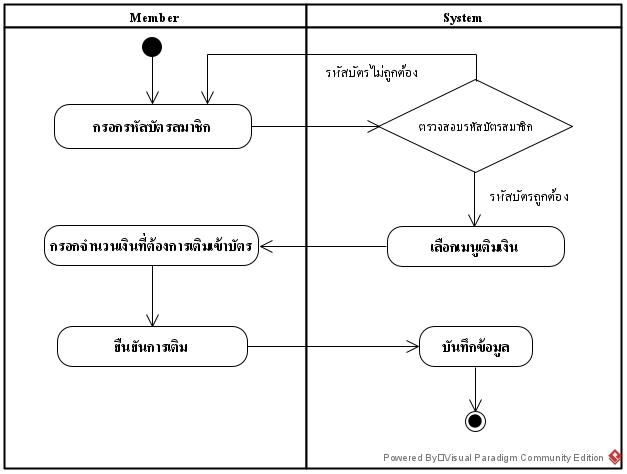 Member
System
รหัสบัตรไม่ถูกต้อง
กรอกรหัสบัตรสมาชิก
ตรวจสอบรหัสบัตรสมาชิก
รหัสบัตรถูกต้อง
กรอกจำนวนเงินที่ต้องการเติมเข้าบัตร
เลือกเมนูเติมเงิน
ยืนยันการเติม
บันทึกข้อมูล
Powered By Visual Paradigm Community Edition